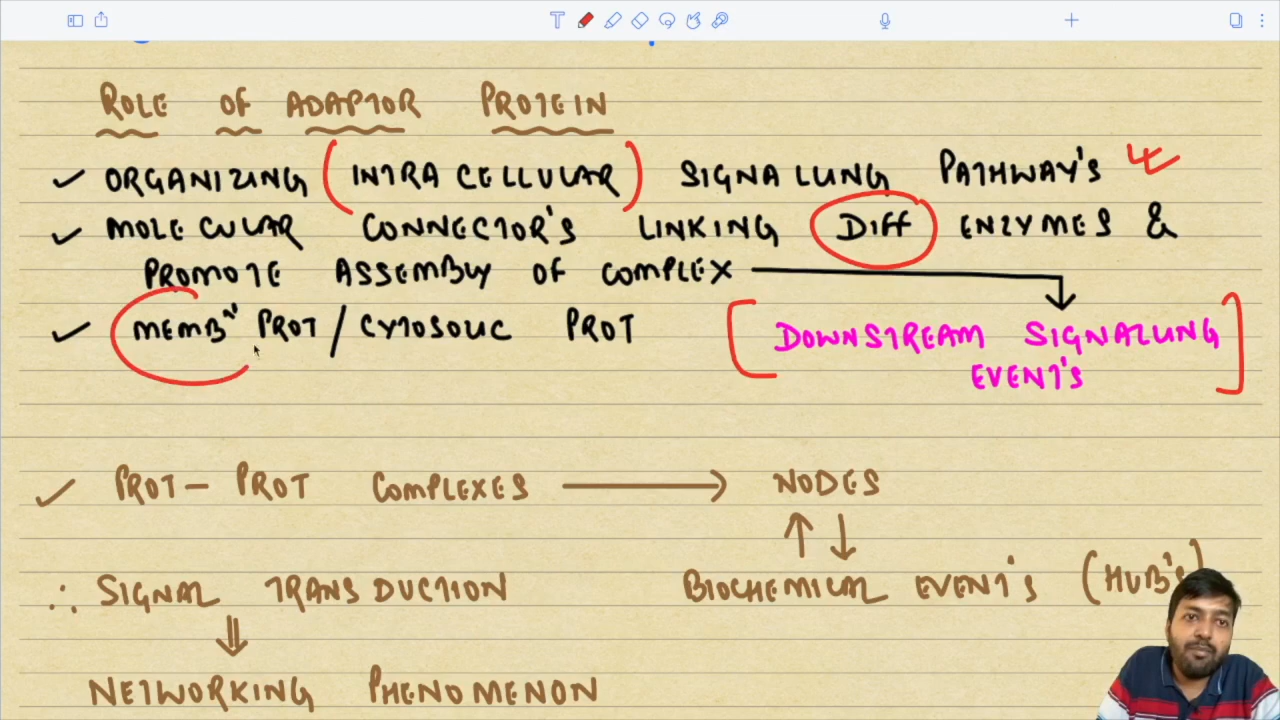 ROLE OF ADAPTOR PROTEIN
ORGANIZING (INTRA CELLULAR) SIGNALLING PATHWAY'S
MOLECULAR CONNECTOR'S LINKING DIFF ENZYMES &
PROMOTE ASSEMBLY OF COMPLEX
MEMBⁿ PROT / CYTOSOLIC PROT
[DOWNSTREAM SIGNALLING
EVENT'S]
PROT - PROT COMPLEXES → NODES
↑↓
∴ SIGNAL TRANSDUCTION
BIOCHEMICAL EVENT'S (HUB'S)
⇓
NETWORKING PHENOMENON